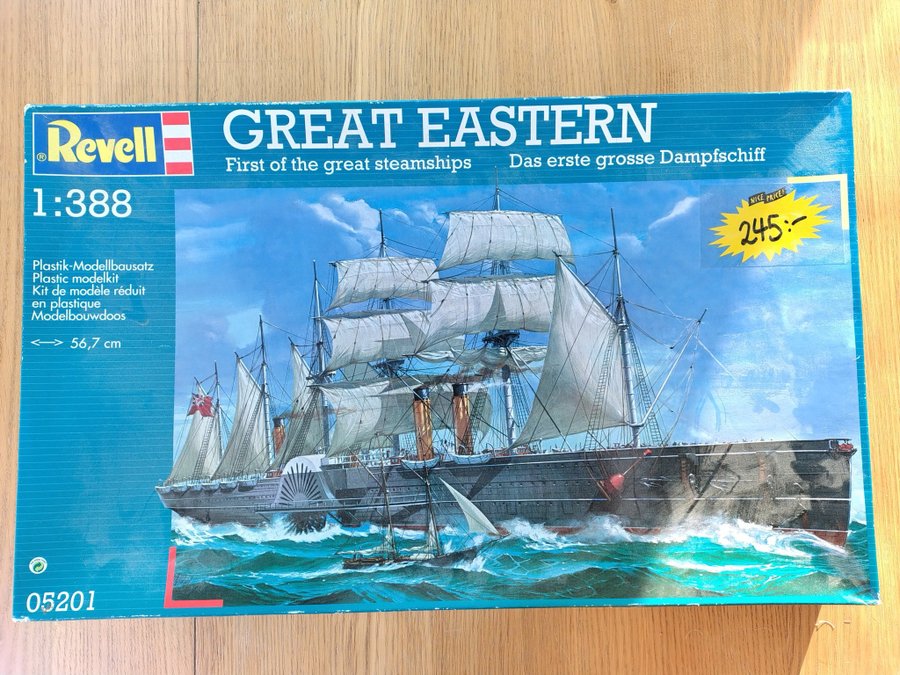 ® Revell
GREAT EASTERN
First of the great steamships
Das erste grosse Dampfschiff
1:388
NICE PRICE!
245:-
Plastik-Modellbausatz
Plastic modelkit
Kit de modèle réduit
en plastique
Modelbouwdoos
<—> 56,7 cm
05201